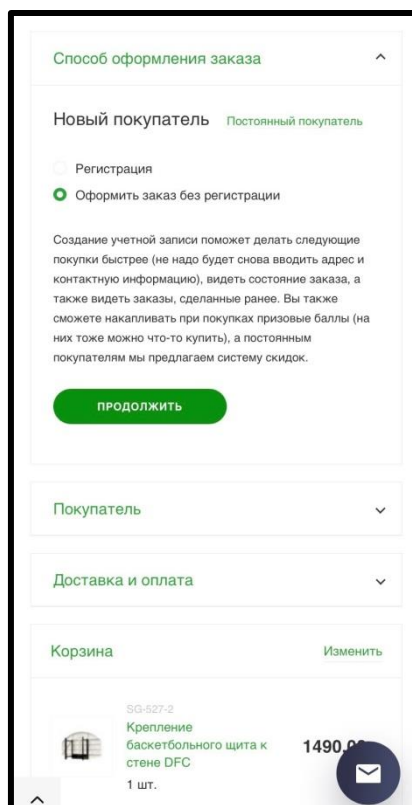 Способ оформления заказа
Новый покупатель Постоянный покупатель
Регистрация
Оформить заказ без регистрации
Создание учетной записи поможет делать следующие
покупки быстрее (не надо будет снова вводить адрес и
контактную информацию), видеть состояние заказа, а
также видеть заказы, сделанные ранее. Вы также
сможете накапливать при покупках призовые баллы (на
них тоже можно что-то купить), а постоянным
покупателям мы предлагаем систему скидок.
ПРОДОЛЖИТЬ
Покупатель
Доставка и оплата
Корзина Изменить
SG-527-2
Крепление
баскетбольного щита к
стене DFC
1 шт.